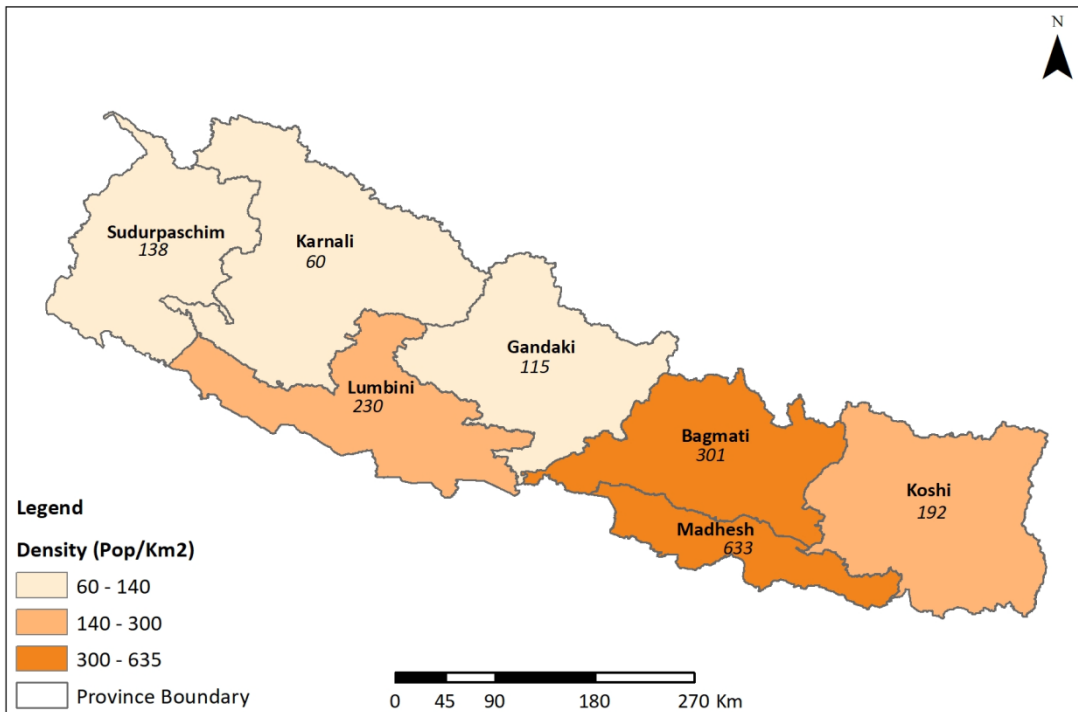 N
Sudurpaschim
138
Karnali
60
Gandaki
115
Lumbini
230
Bagmati
301
Koshi
192
Madhesh
633
Legend
Density (Pop/Km2)
60 - 140
140 - 300
300 - 635
Province Boundary
0 45 90 180 270 Km